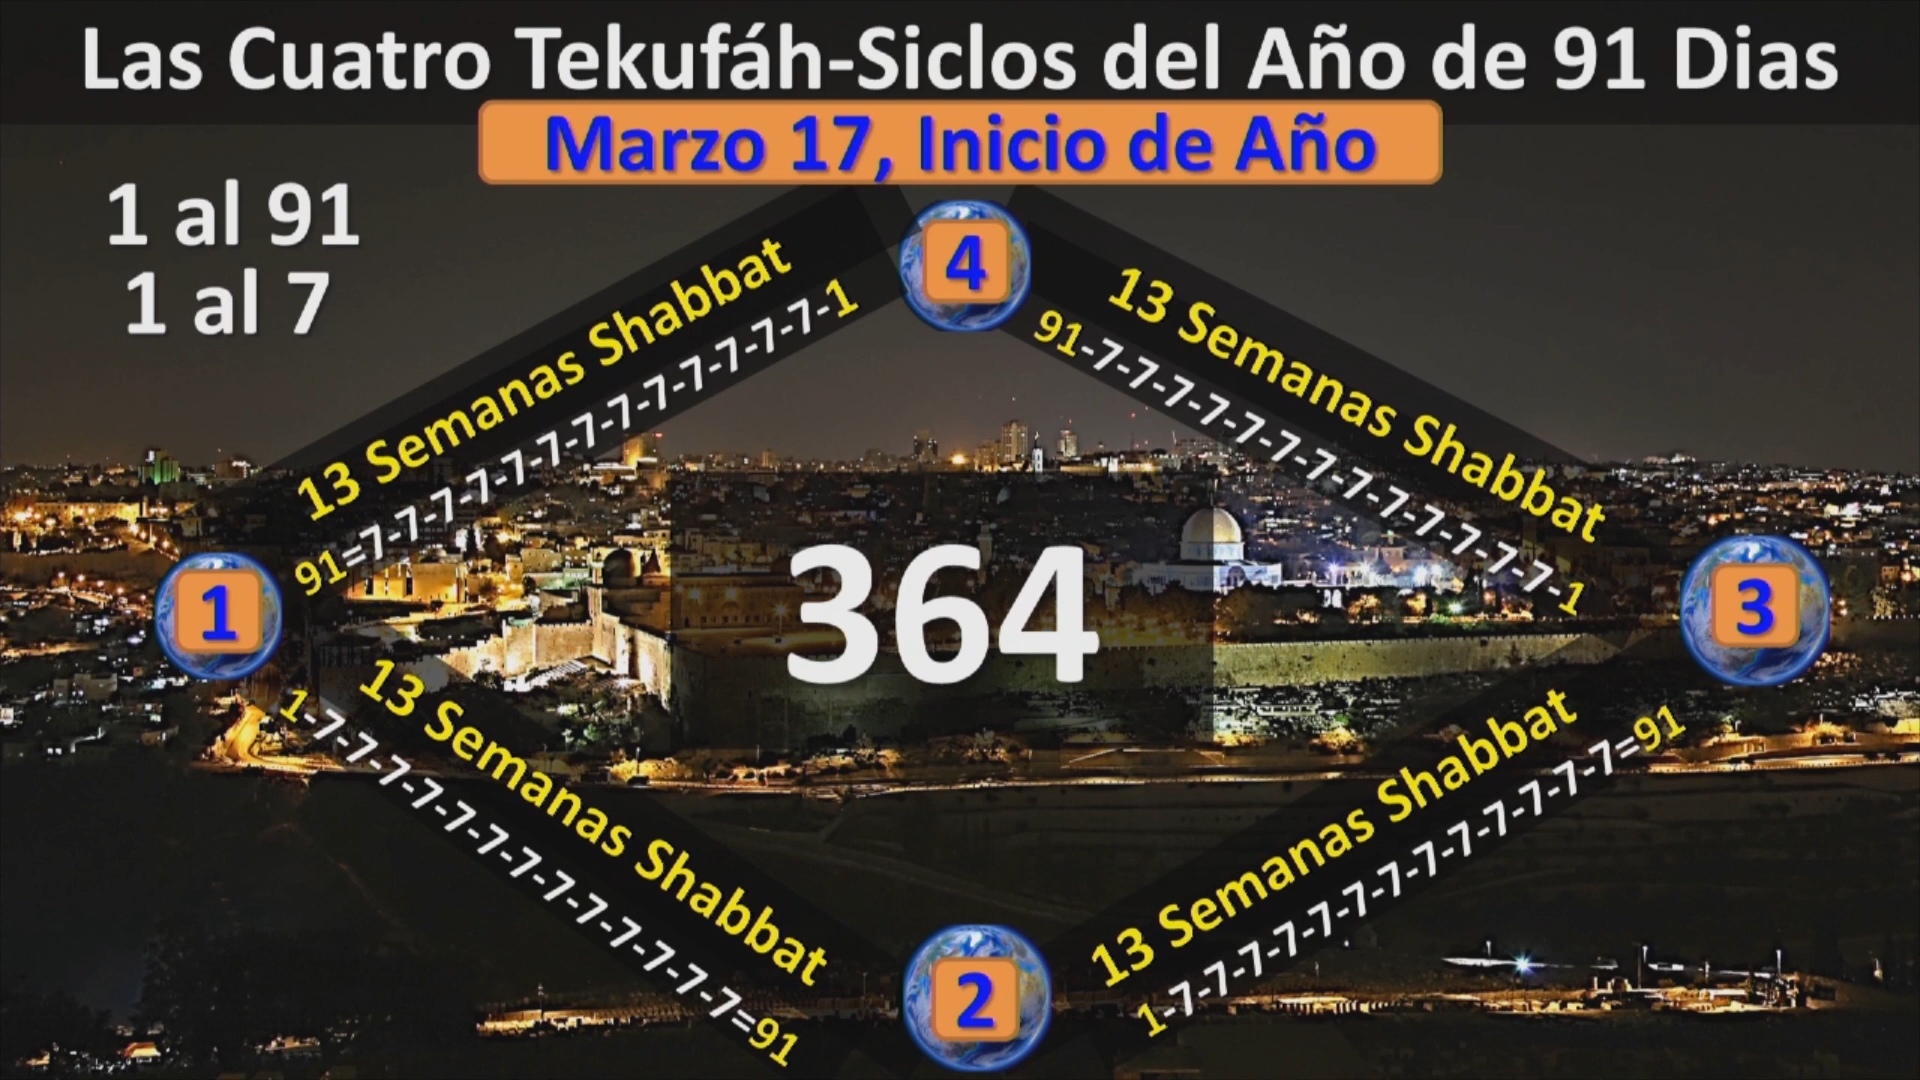 Las Cuatro Tekufáh-Siclos del Año de 91 Dias
Marzo 17, Inicio de Año
1 al 91
1 al 7
4
13 Semanas Shabbat
91=7-7-7-7-7-7-7-7-7-7-7-7-7-1
13 Semanas Shabbat
91-7-7-7-7-7-7-7-7-7-7-7-7-7-1
1
364
3
13 Semanas Shabbat
1-7-7-7-7-7-7-7-7-7-7-7-7-7=91
13 Semanas Shabbat
1-7-7-7-7-7-7-7-7-7-7-7-7-7=91
2